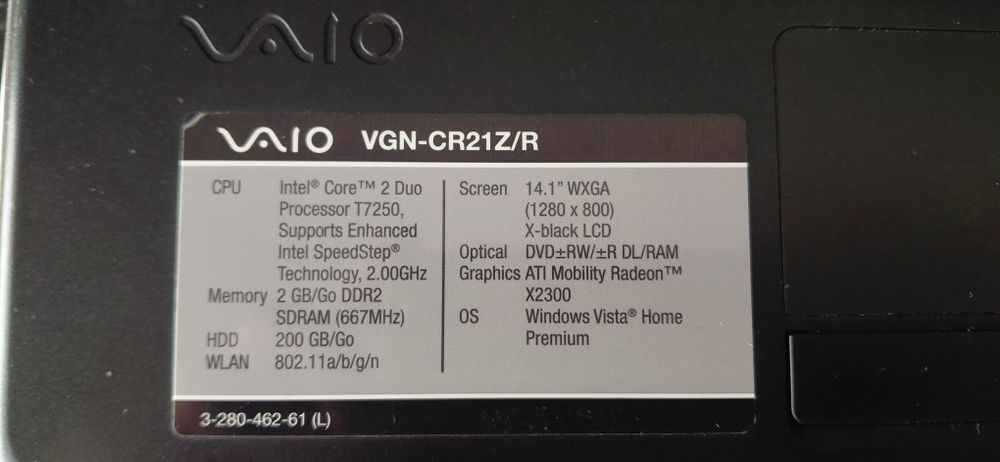 VAIO
VAIO VGN-CR21Z/R
CPU Intel® Core™ 2 Duo
Processor T7250,
Supports Enhanced
Intel SpeedStep®
Technology, 2.00GHz
Memory 2 GB/Go DDR2
SDRAM (667MHz)
HDD 200 GB/Go
WLAN 802.11a/b/g/n
Screen 14.1” WXGA
(1280 x 800)
X-black LCD
Optical DVD±RW/±R DL/RAM
Graphics ATI Mobility Radeon™
X2300
OS Windows Vista® Home
Premium
3-280-462-61 (L)